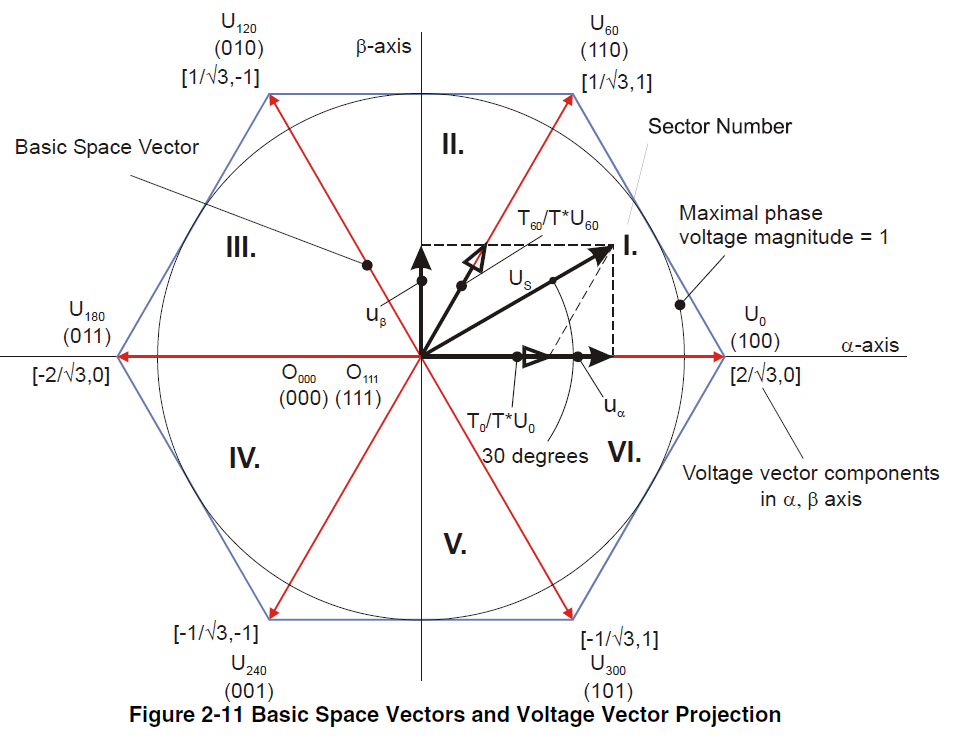 U120
(010)
[1/√3,-1]
β-axis
U60
(110)
[1/√3,1]
Sector Number
Basic Space Vector
II.
T60/T*U60
Maximal phase
voltage magnitude = 1
III.
I.
US
uβ
U180
(011)
[-2/√3,0]
U0
(100)
α-axis
[2/√3,0]
O000
(000)
O111
(111)
T0/T*U0
uα
30 degrees
IV.
VI.
Voltage vector components
in α, β axis
V.
[-1/√3,-1]
U240
(001)
[-1/√3,1]
U300
(101)
Figure 2-11 Basic Space Vectors and Voltage Vector Projection